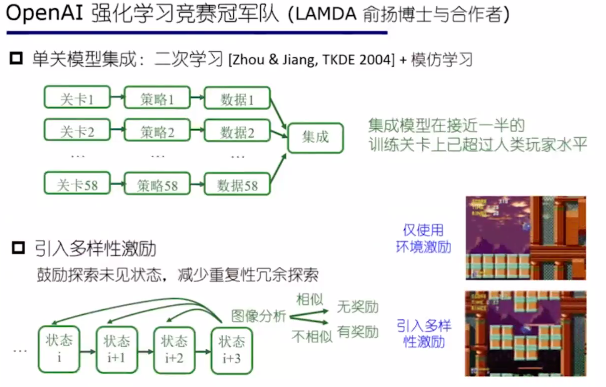 OpenAI 强化学习竞赛冠军队 (LAMDA 俞扬博士与合作者)
单关模型集成：二次学习 [Zhou & Jiang, TKDE 2004] + 模仿学习
关卡1 策略1 数据1
关卡2 策略2 数据2
... ... ...
关卡58 策略58 数据58
集成
集成模型在接近一半的
训练关卡上已超过人类玩家水平
引入多样性激励
鼓励探索未见状态，减少重复性冗余探索
...
状态
i
状态
i+1
状态
i+2
状态
i+3
图像分析
相似
不相似
无奖励
有奖励
仅使用
环境激励
引入多样
性激励